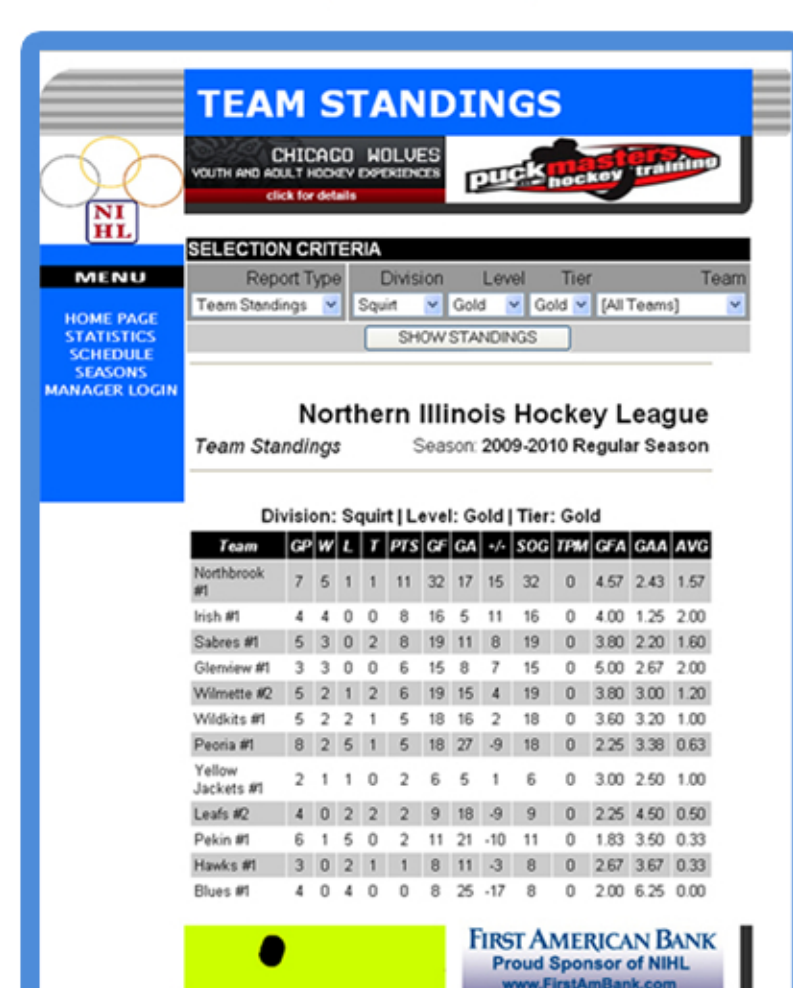 TEAM STANDINGS
CHICAGO WOLVES
YOUTH AND ADULT HOCKEY EXPERIENCES
click for details
puckmasters
hockey training
NI
HL
MENU
HOME PAGE
STATISTICS
SCHEDULE
SEASONS
MANAGER LOGIN
SELECTION CRITERIA
Report Type Division Level Tier Team
Team Standings Squirt Gold Gold [All Teams]
SHOW STANDINGS
Northern Illinois Hockey League
Team Standings Season: 2009-2010 Regular Season
Division: Squirt | Level: Gold | Tier: Gold
Team GP W L T PTS GF GA +/- SOG TPM GFA GAA AVG
Northbrook
#1 7 5 1 1 11 32 17 15 32 0 4.57 2.43 1.57
Irish #1 4 4 0 0 8 16 5 11 16 0 4.00 1.25 2.00
Sabres #1 5 3 0 2 8 19 11 8 19 0 3.80 2.20 1.60
Glenview #1 3 3 0 0 6 15 8 7 15 0 5.00 2.67 2.00
Wilmette #2 5 2 1 2 6 19 15 4 19 0 3.80 3.00 1.20
Wildkits #1 5 2 2 1 5 18 16 2 18 0 3.60 3.20 1.00
Peoria #1 8 2 5 1 5 18 27 -9 18 0 2.25 3.38 0.63
Yellow
Jackets #1 2 1 1 0 2 6 5 1 6 0 3.00 2.50 1.00
Leafs #2 4 0 2 2 2 9 18 -9 9 0 2.25 4.50 0.50
Pekin #1 6 1 5 0 2 11 21 -10 11 0 1.83 3.50 0.33
Hawks #1 3 0 2 1 1 8 11 -3 8 0 2.67 3.67 0.33
Blues #1 4 0 4 0 0 8 25 -17 8 0 2.00 6.25 0.00
FIRST AMERICAN BANK
Proud Sponsor of NIHL
www.FirstAmBank.com